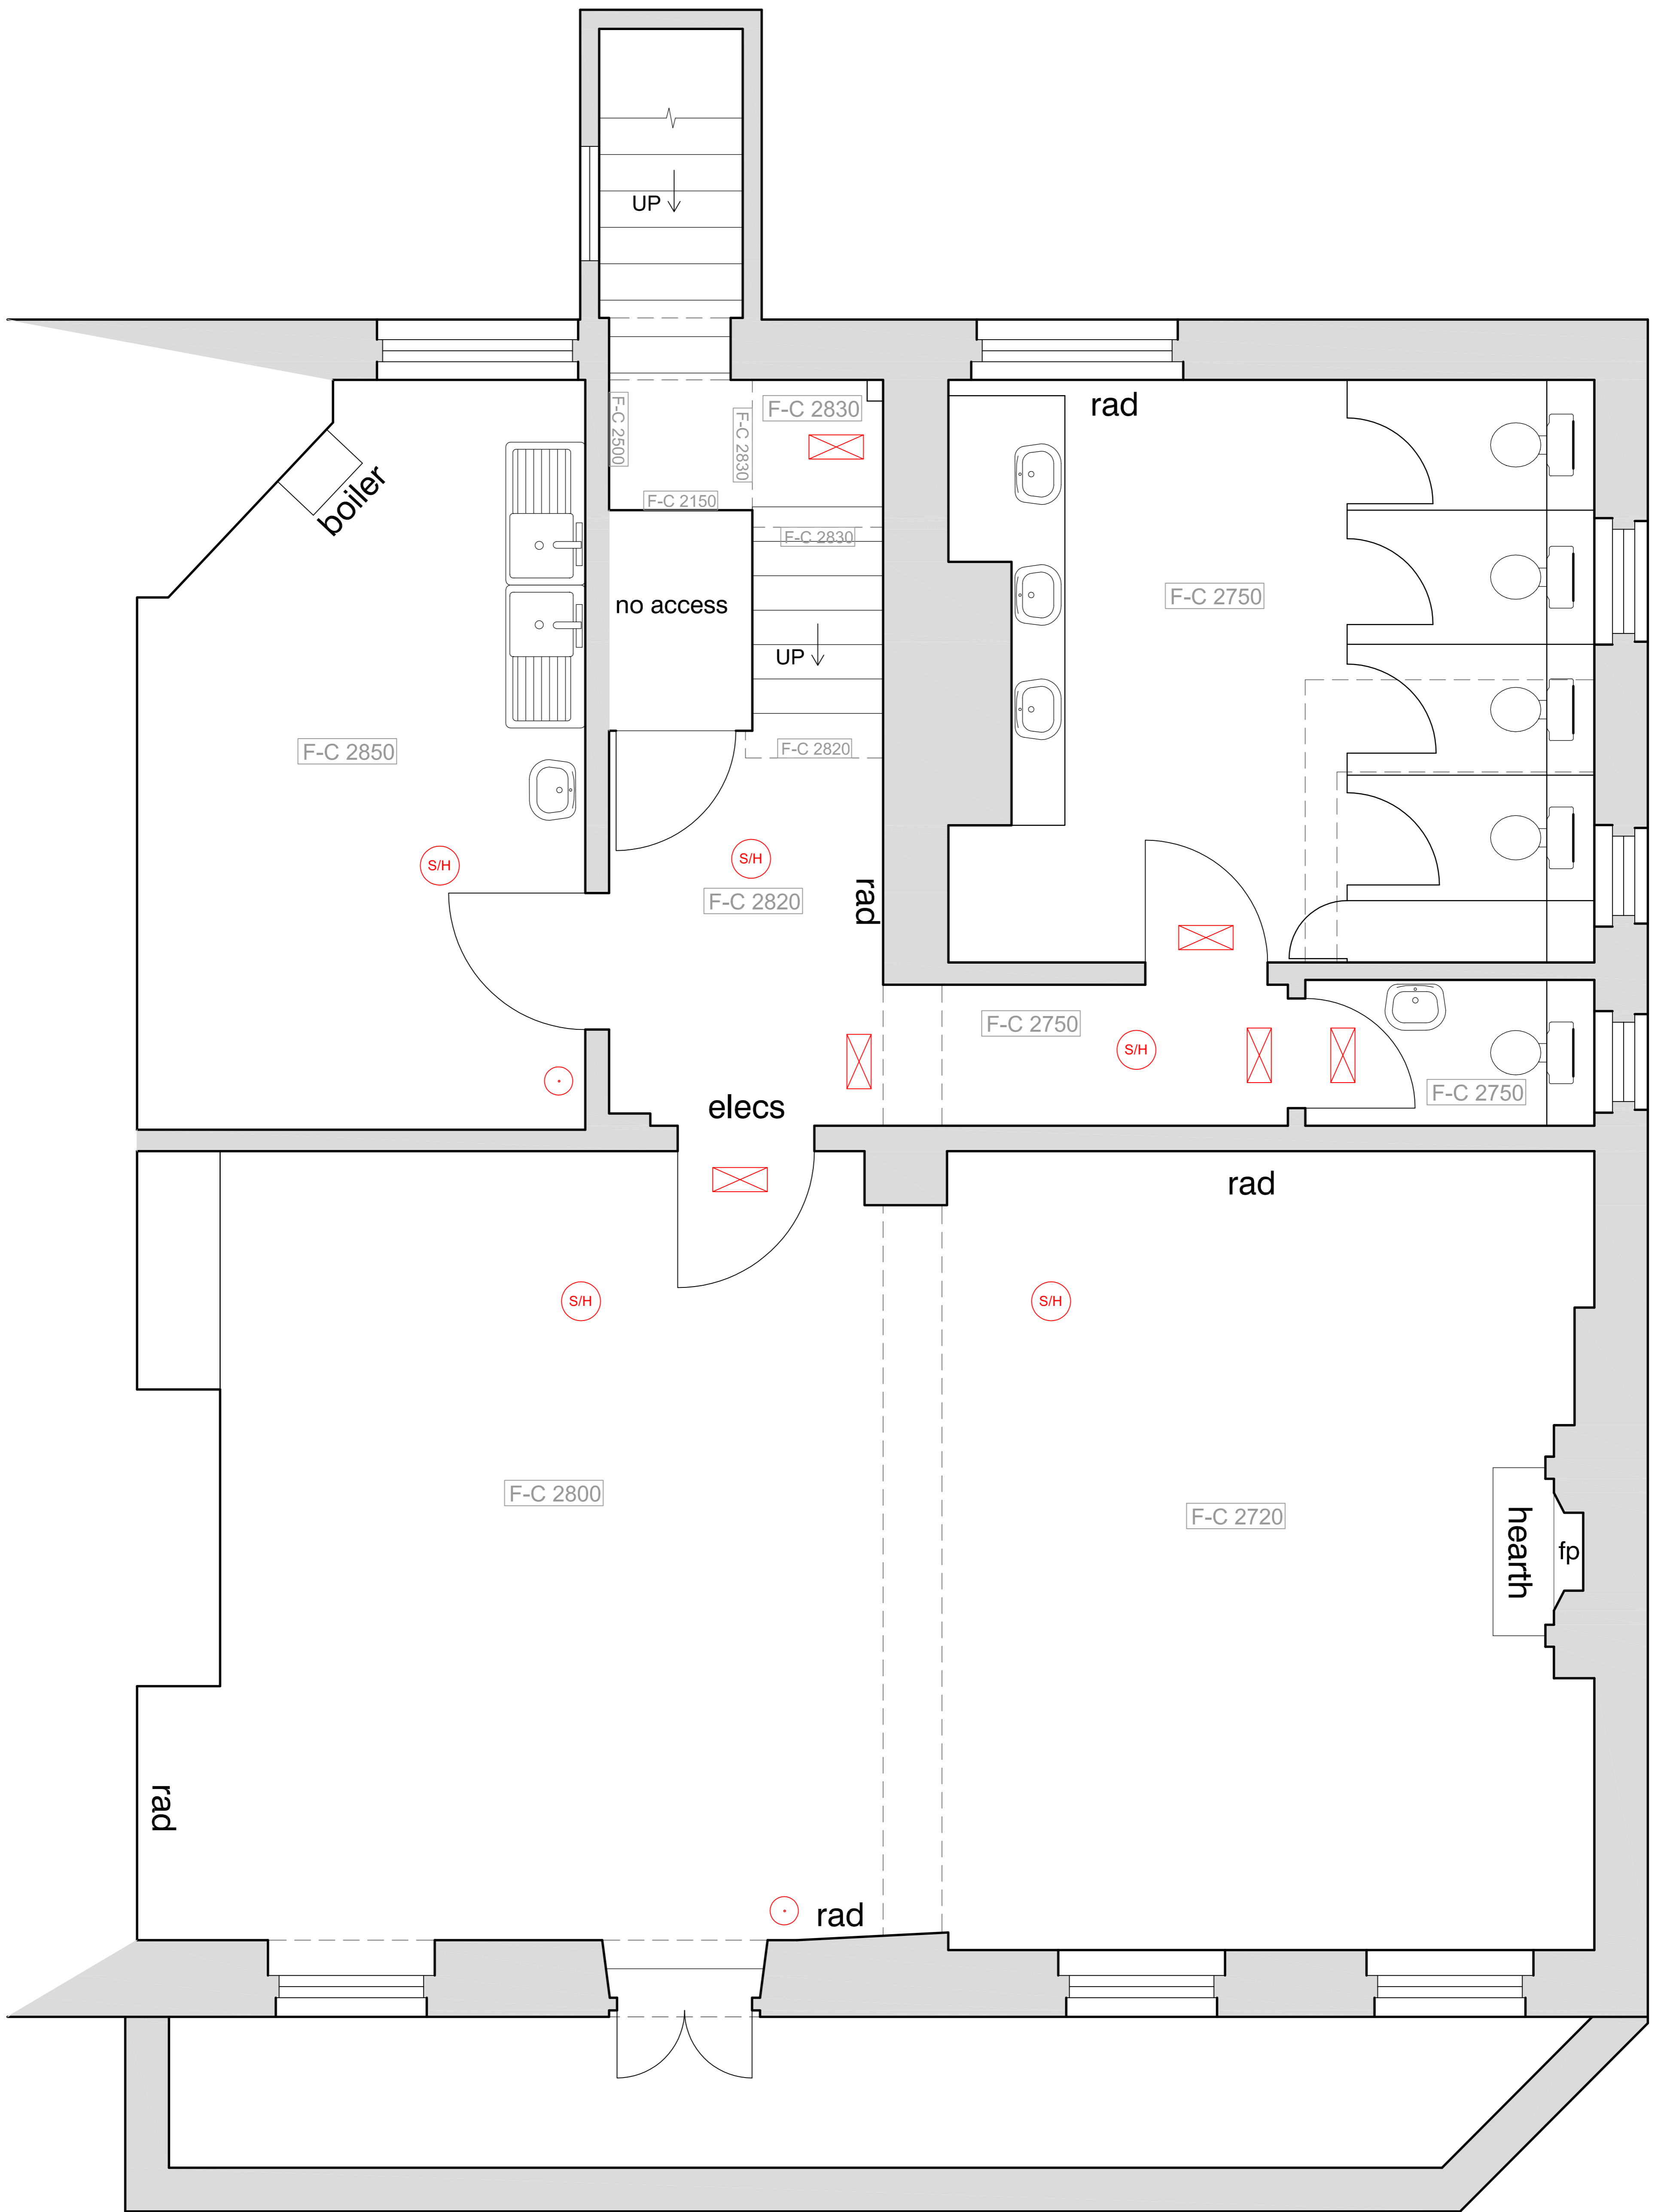 UP
rad
F-C 2830
F-C 2500
F-C 2830
boiler
F-C 2150
F-C 2830
F-C 2750
no access
UP
F-C 2850
F-C 2820
S/H
S/H
F-C 2820
rad
F-C 2750
S/H
F-C 2750
elecs
rad
S/H
S/H
F-C 2800
F-C 2720
hearth
fp
rad
rad